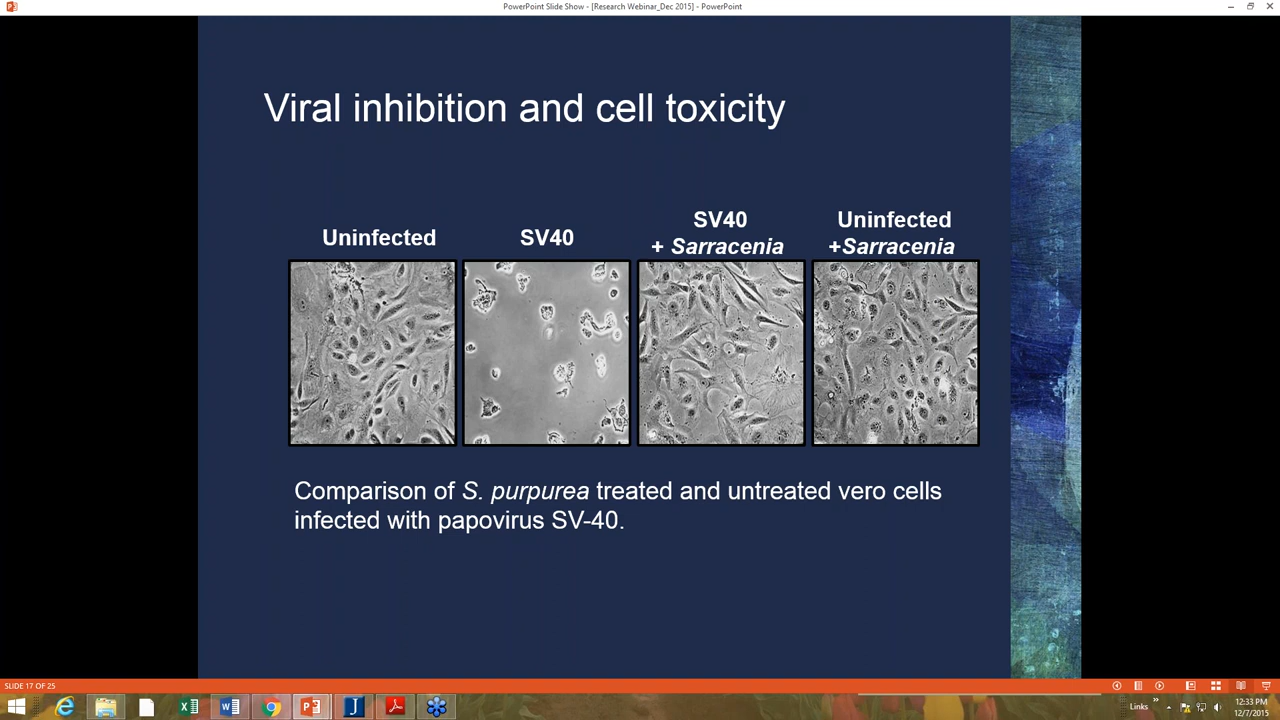 PowerPoint Slide Show - [Research Webinar_Dec 2015] - PowerPoint
Viral inhibition and cell toxicity
Uninfected
SV40
SV40
+ Sarracenia
Uninfected
+Sarracenia
Comparison of S. purpurea treated and untreated vero cells
infected with papovirus SV-40.
SLIDE 17 OF 25
Links
12:33 PM
12/7/2015